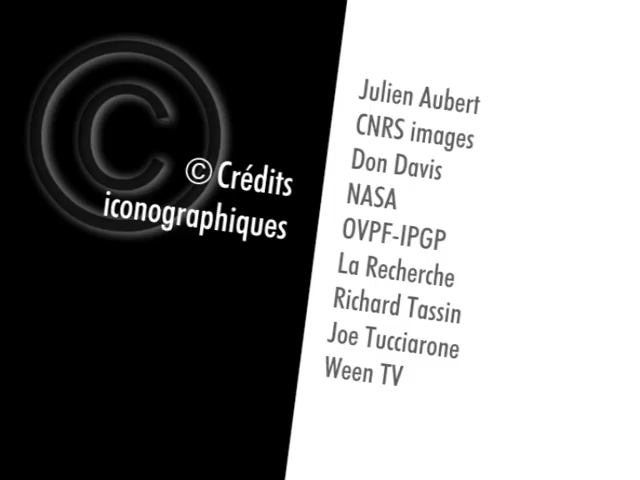 © Crédits
iconographiques
Julien Aubert
CNRS images
Don Davis
NASA
OVPF-IPGP
La Recherche
Richard Tassin
Joe Tucciarone
Ween TV